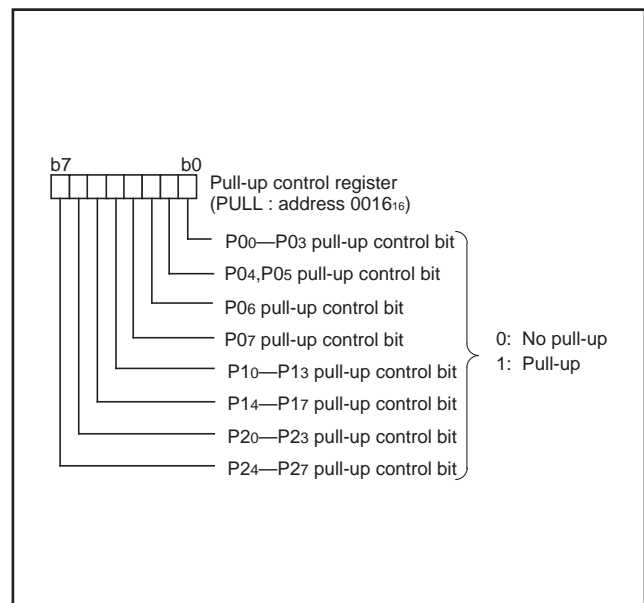 b7 b0
Pull-up control register
(PULL : address 0016₁₆)
P0₀—P0₃ pull-up control bit
P0₄,P0₅ pull-up control bit
P0₆ pull-up control bit
P0₇ pull-up control bit
P1₀—P1₃ pull-up control bit
P1₄—P1₇ pull-up control bit
P2₀—P2₃ pull-up control bit
P2₄—P2₇ pull-up control bit
0: No pull-up
1: Pull-up